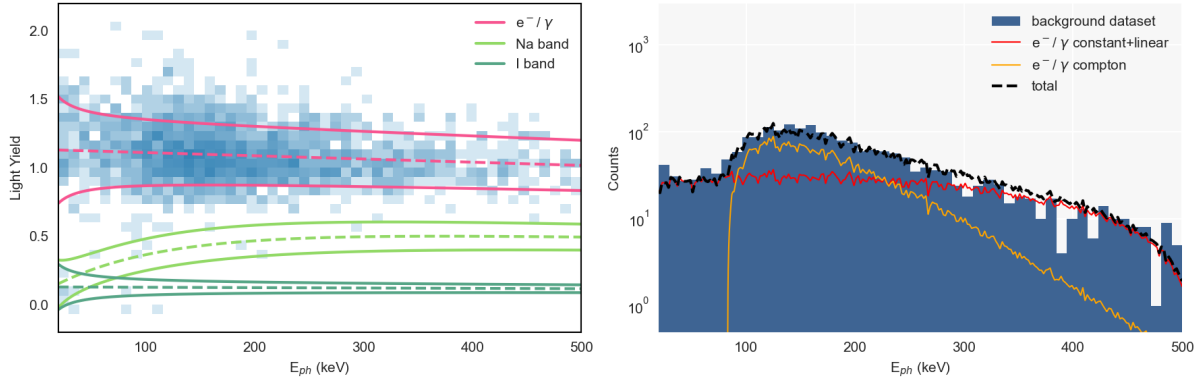 2.0
1.5
1.0
0.5
0.0
Light Yield
e⁻ / γ
Na band
I band
100
200
300
400
500
E_ph (keV)
10³
10²
10¹
10⁰
Counts
background dataset
e⁻ / γ constant+linear
e⁻ / γ compton
total
100
200
300
400
500
E_ph (keV)